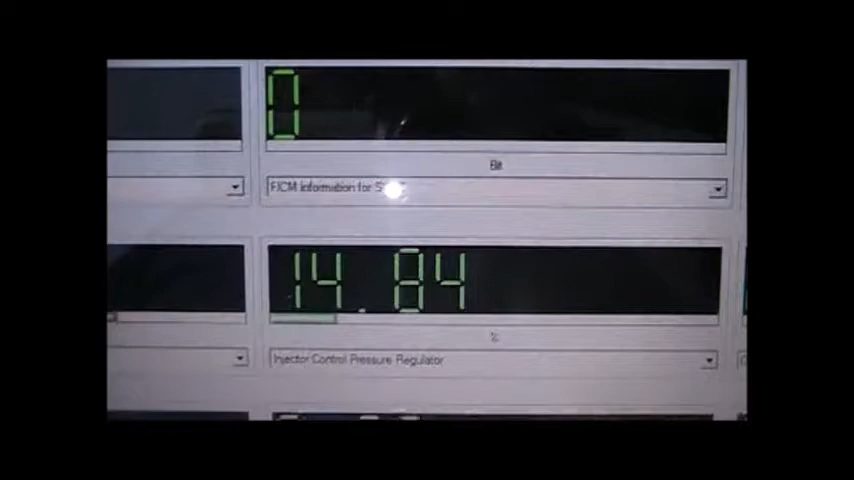 0
Bit
FICM information for
14.84
%
Injector Control Pressure Regulator